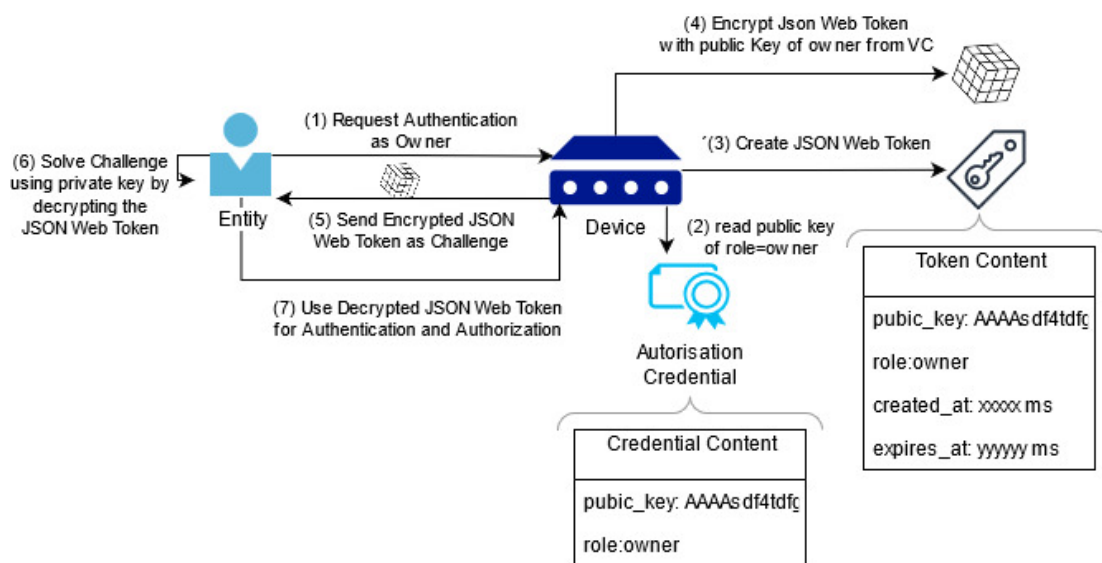 (4) Encrypt Json Web Token
with public Key of owner from VC
(1) Request Authentication
as Owner
´(3) Create JSON Web Token
(6) Solve Challenge
using private key by
decrypting the
JSON Web Token
Entity
(5) Send Encrypted JSON
Web Token as Challenge
Device
(2) read public key
of role=owner
(7) Use Decrypted JSON Web Token
for Authentication and Authorization
Autorisation
Credential
Token Content
pubic_key: AAAAsdf4tdfg
role:owner
created_at: xxxxx ms
expires_at: yyyyyy ms
Credential Content
pubic_key: AAAAsdf4tdfg
role:owner